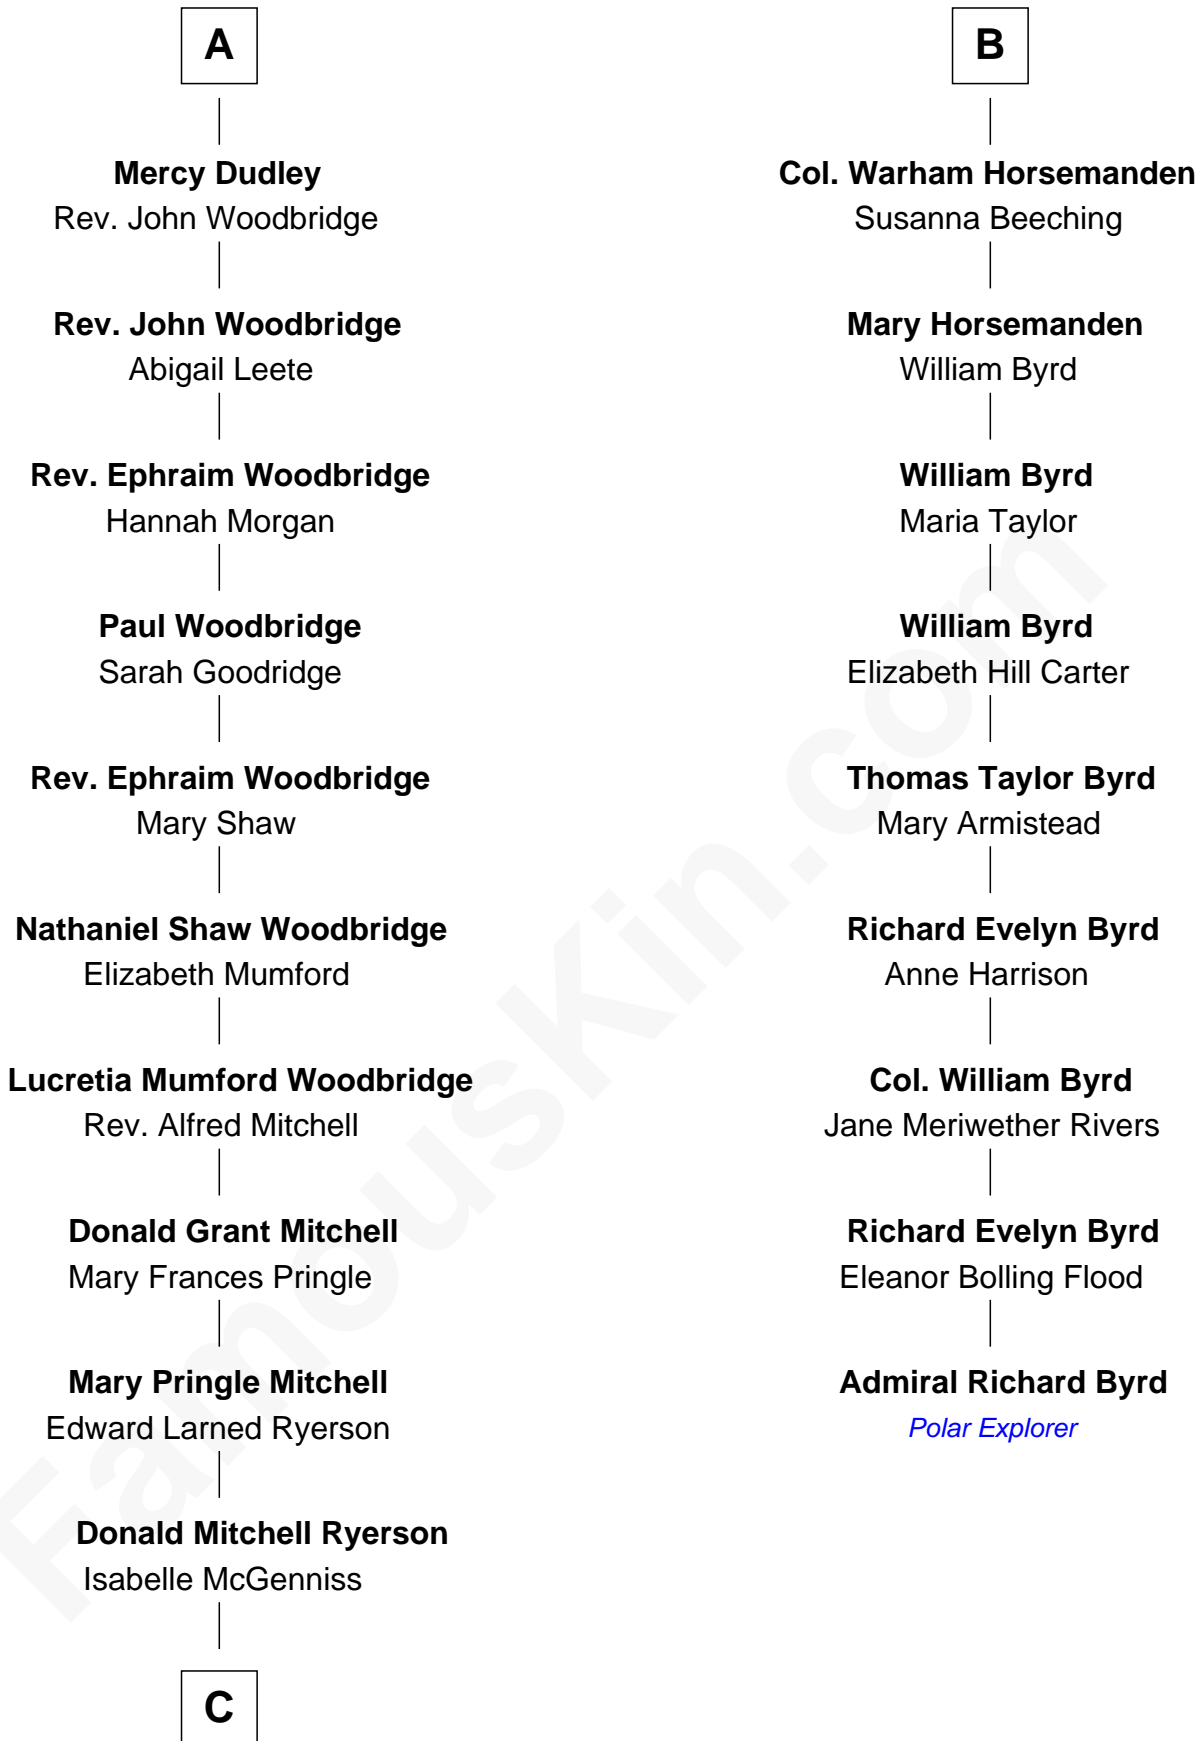 A
Mercy Dudley
Rev. John Woodbridge
Rev. John Woodbridge
Abigail Leete
Rev. Ephraim Woodbridge
Hannah Morgan
Paul Woodbridge
Sarah Goodridge
Rev. Ephraim Woodbridge
Mary Shaw
Nathaniel Shaw Woodbridge
Elizabeth Mumford
Lucretia Mumford Woodbridge
Rev. Alfred Mitchell
Donald Grant Mitchell
Mary Frances Pringle
Mary Pringle Mitchell
Edward Larned Ryerson
Donald Mitchell Ryerson
Isabelle McGenniss
C
B
Col. Warham Horsemanden
Susanna Beeching
Mary Horsemanden
William Byrd
William Byrd
Maria Taylor
William Byrd
Elizabeth Hill Carter
Thomas Taylor Byrd
Mary Armistead
Richard Evelyn Byrd
Anne Harrison
Col. William Byrd
Jane Meriwether Rivers
Richard Evelyn Byrd
Eleanor Bolling Flood
Admiral Richard Byrd
Polar Explorer
FamousKin.com